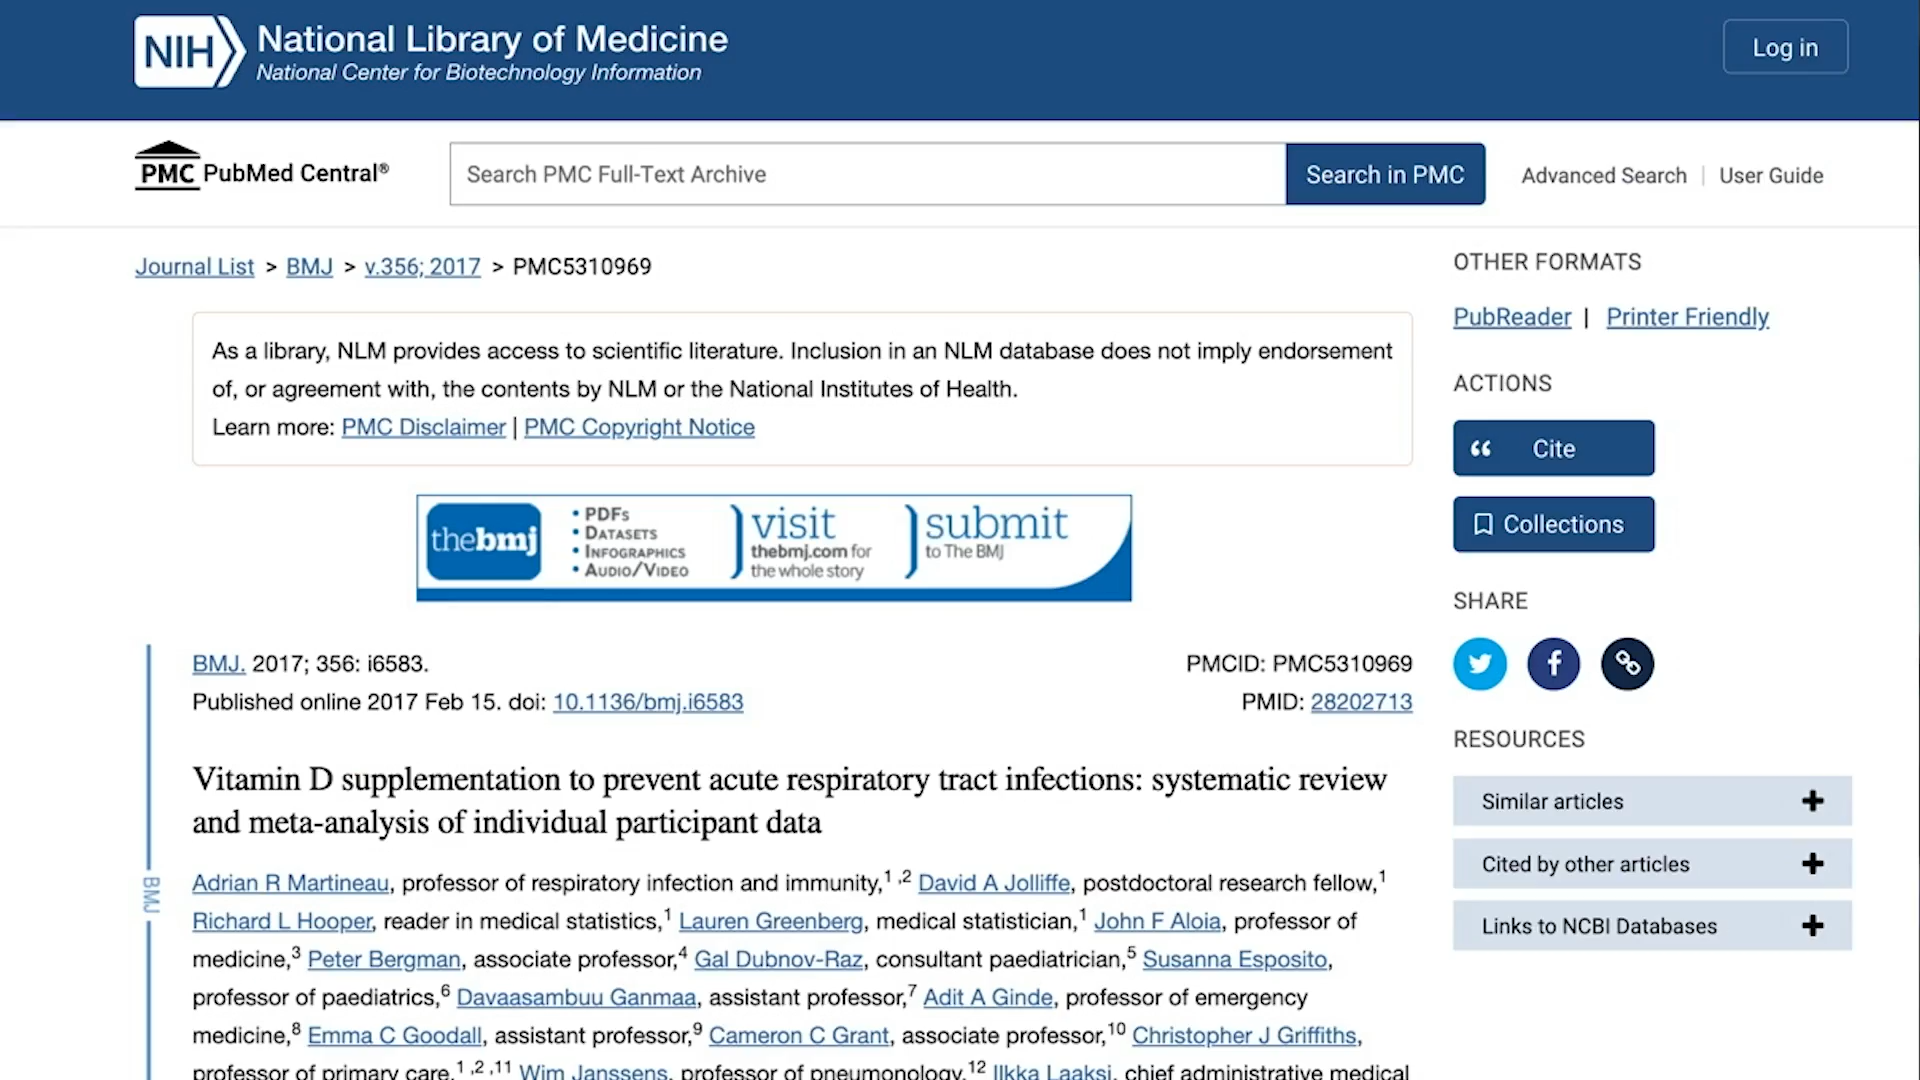 NIH National Library of Medicine
National Center for Biotechnology Information
Log in
PMC PubMed Central®
Search PMC Full-Text Archive
Search in PMC
Advanced Search | User Guide
Journal List > BMJ > v.356; 2017 > PMC5310969
As a library, NLM provides access to scientific literature. Inclusion in an NLM database does not imply endorsement
of, or agreement with, the contents by NLM or the National Institutes of Health.
Learn more: PMC Disclaimer | PMC Copyright Notice
thebmj
• PDFs
• Datasets
• Infographics
• Audio/Video
visit
thebmj.com for
the whole story
submit
to The BMJ
BMJ. 2017; 356: i6583.
Published online 2017 Feb 15. doi: 10.1136/bmj.i6583
PMCID: PMC5310969
PMID: 28202713
Vitamin D supplementation to prevent acute respiratory tract infections: systematic review
and meta-analysis of individual participant data
Adrian R Martineau, professor of respiratory infection and immunity,1,2 David A Jolliffe, postdoctoral research fellow,1
Richard L Hooper, reader in medical statistics,1 Lauren Greenberg, medical statistician,1 John F Aloia, professor of
medicine,3 Peter Bergman, associate professor,4 Gal Dubnov-Raz, consultant paediatrician,5 Susanna Esposito,
professor of paediatrics,6 Davaasambuu Ganmaa, assistant professor,7 Adit A Ginde, professor of emergency
medicine,8 Emma C Goodall, assistant professor,9 Cameron C Grant, associate professor,10 Christopher J Griffiths,
professor of primary care,1,2,11 Wim Janssens, professor of pneumonology,12 Ilkka Laaksi, chief administrative medical
BMJ
OTHER FORMATS
PubReader | Printer Friendly
ACTIONS
Cite
Collections
SHARE
RESOURCES
Similar articles
Cited by other articles
Links to NCBI Databases